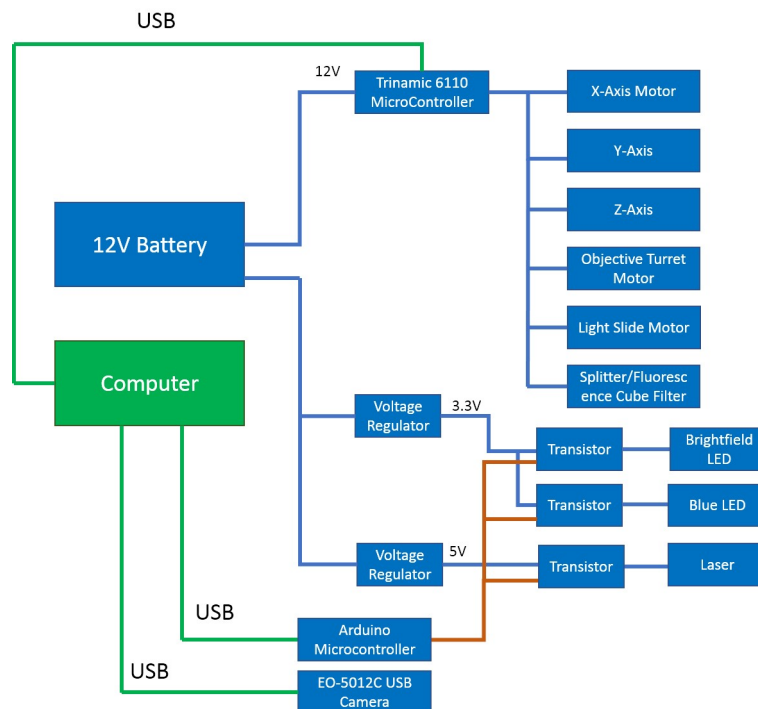 USB
12V
Trinamic 6110
MicroController
X-Axis Motor
Y-Axis
Z-Axis
12V Battery
Objective Turret
Motor
Light Slide Motor
Computer
Splitter/Fluoresc
ence Cube Filter
Voltage
Regulator
3.3V
Transistor
Brightfield
LED
Transistor
Blue LED
Voltage
Regulator
5V
Transistor
Laser
USB
Arduino
Microcontroller
USB
EO-5012C USB
Camera